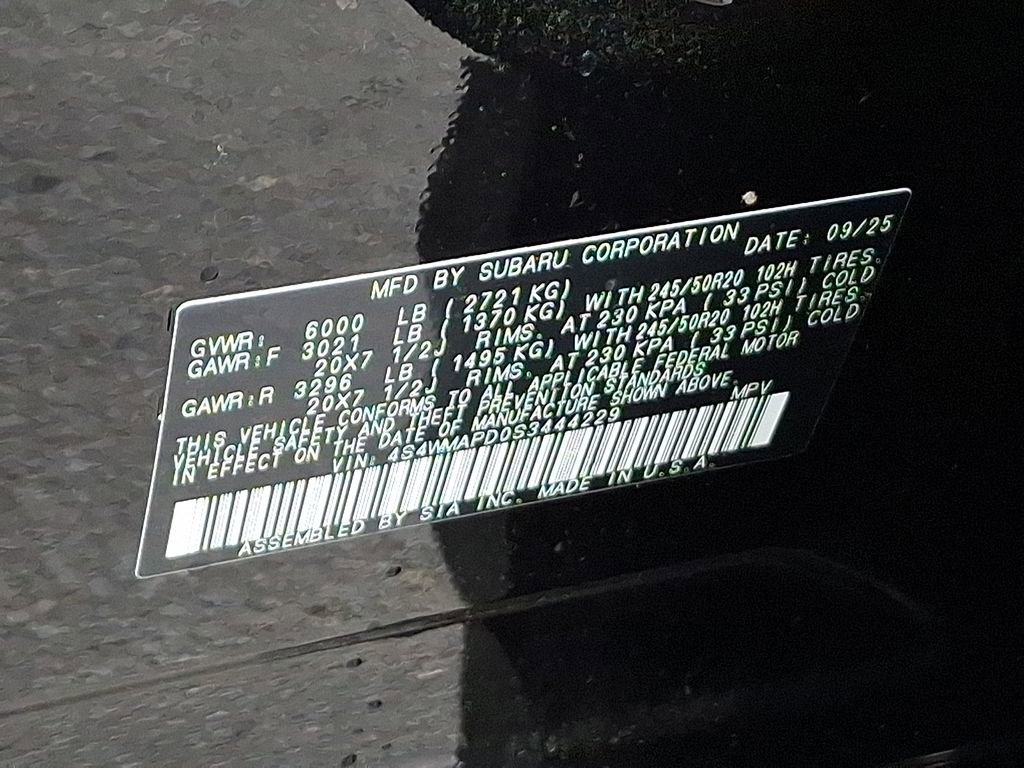 MFD BY SUBARU CORPORATION DATE: 09/25
GVWR: 6000 LB ( 2721 KG)
GAWR:F 3021 LB ( 1370 KG) WITH 245/50R20 102H TIRES.
20X7 1/2J RIMS. AT 230 KPA ( 33 PSI) COLD
GAWR:R 3296 LB ( 1495 KG) WITH 245/50R20 102H TIRES.
20X7 1/2J RIMS. AT 230 KPA ( 33 PSI) COLD
THIS VEHICLE CONFORMS TO ALL APPLICABLE FEDERAL MOTOR
VEHICLE SAFETY AND THEFT PREVENTION STANDARDS
IN EFFECT ON THE DATE OF MANUFACTURE SHOWN ABOVE.
VIN: 4S4WMAPD0S3444229 MPV
ASSEMBLED BY SIA INC. MADE IN U.S.A.